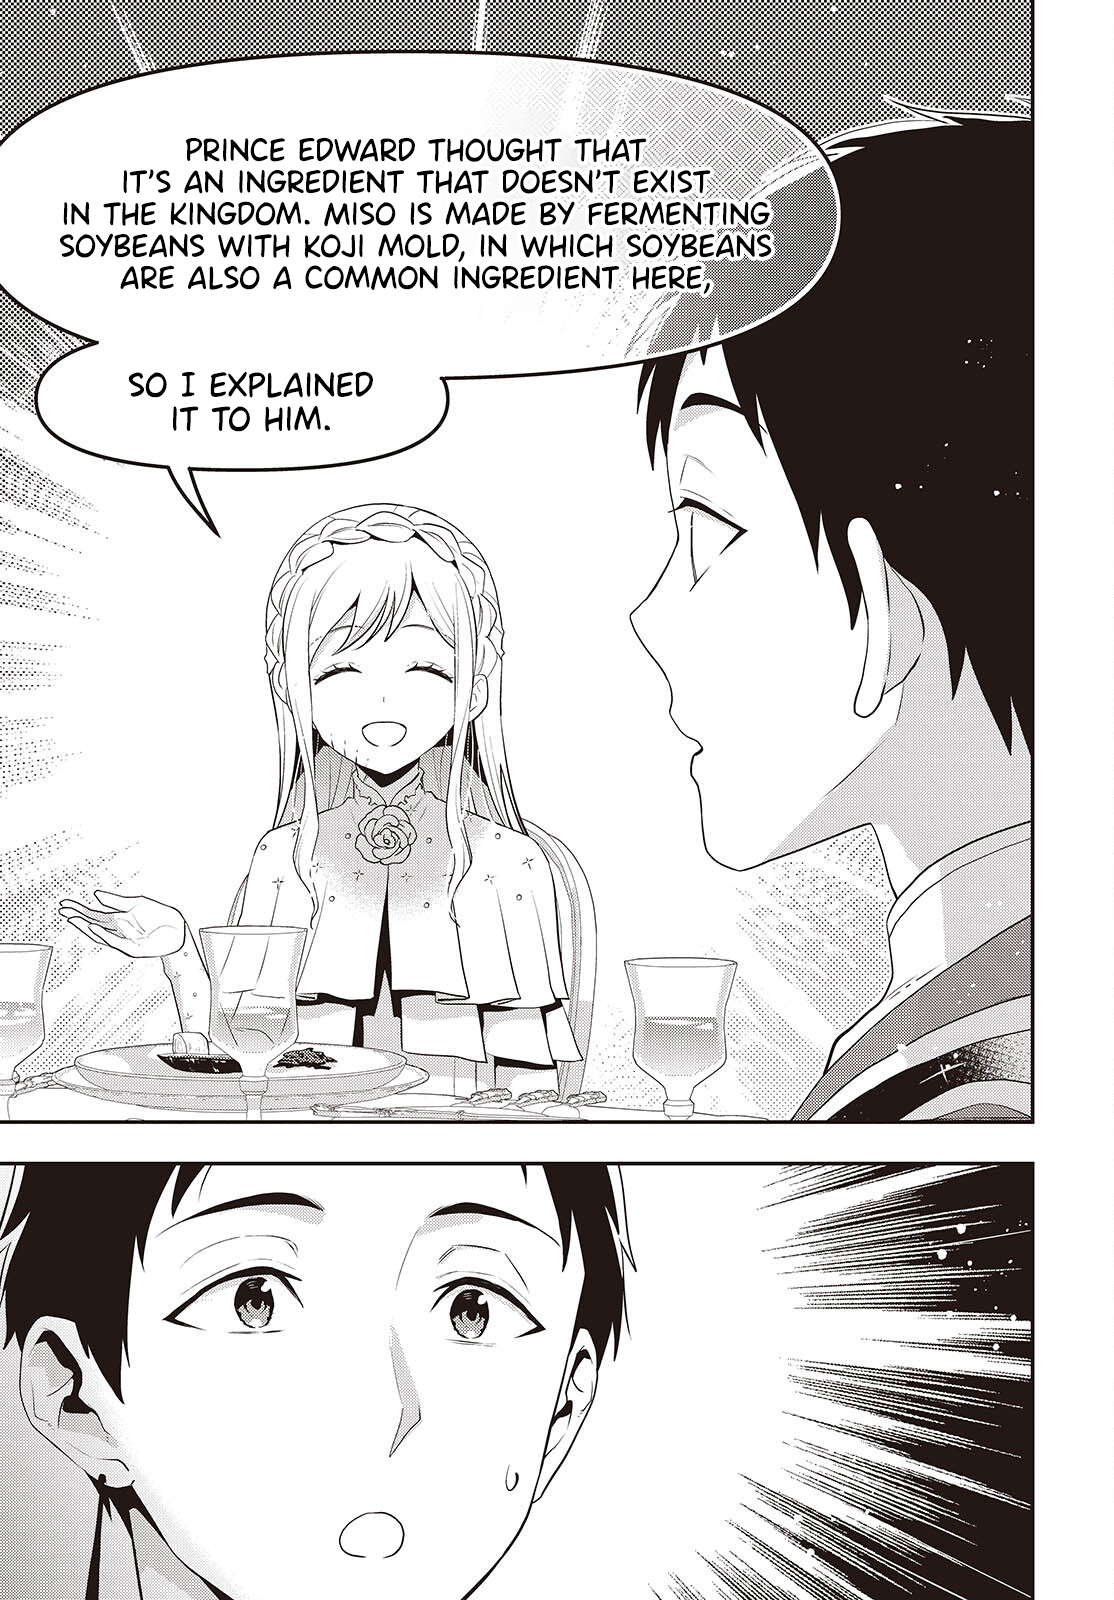 PRINCE EDWARD THOUGHT THAT
IT'S AN INGREDIENT THAT DOESN'T EXIST
IN THE KINGDOM. MISO IS MADE BY FERMENTING
SOYBEANS WITH KOJI MOLD, IN WHICH SOYBEANS
ARE ALSO A COMMON INGREDIENT HERE,
SO I EXPLAINED
IT TO HIM.